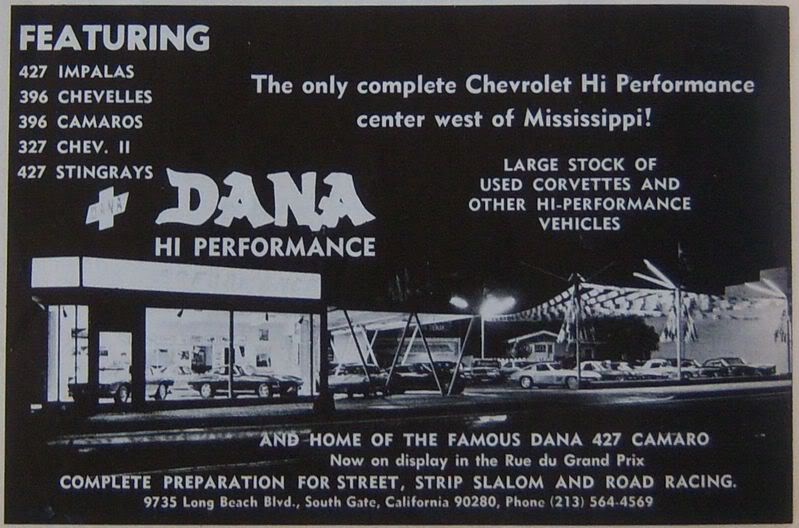 FEATURING
427 IMPALAS
396 CHEVELLES
396 CAMAROS
327 CHEV. II
427 STINGRAYS
The only complete Chevrolet Hi Performance
center west of Mississippi!
LARGE STOCK OF
USED CORVETTES AND
OTHER HI-PERFORMANCE
VEHICLES
DANA
DANA
HI PERFORMANCE
AND HOME OF THE FAMOUS DANA 427 CAMARO
Now on display in the Rue du Grand Prix
COMPLETE PREPARATION FOR STREET, STRIP SLALOM AND ROAD RACING.
9735 Long Beach Blvd., South Gate, California 90280, Phone (213) 564-4569